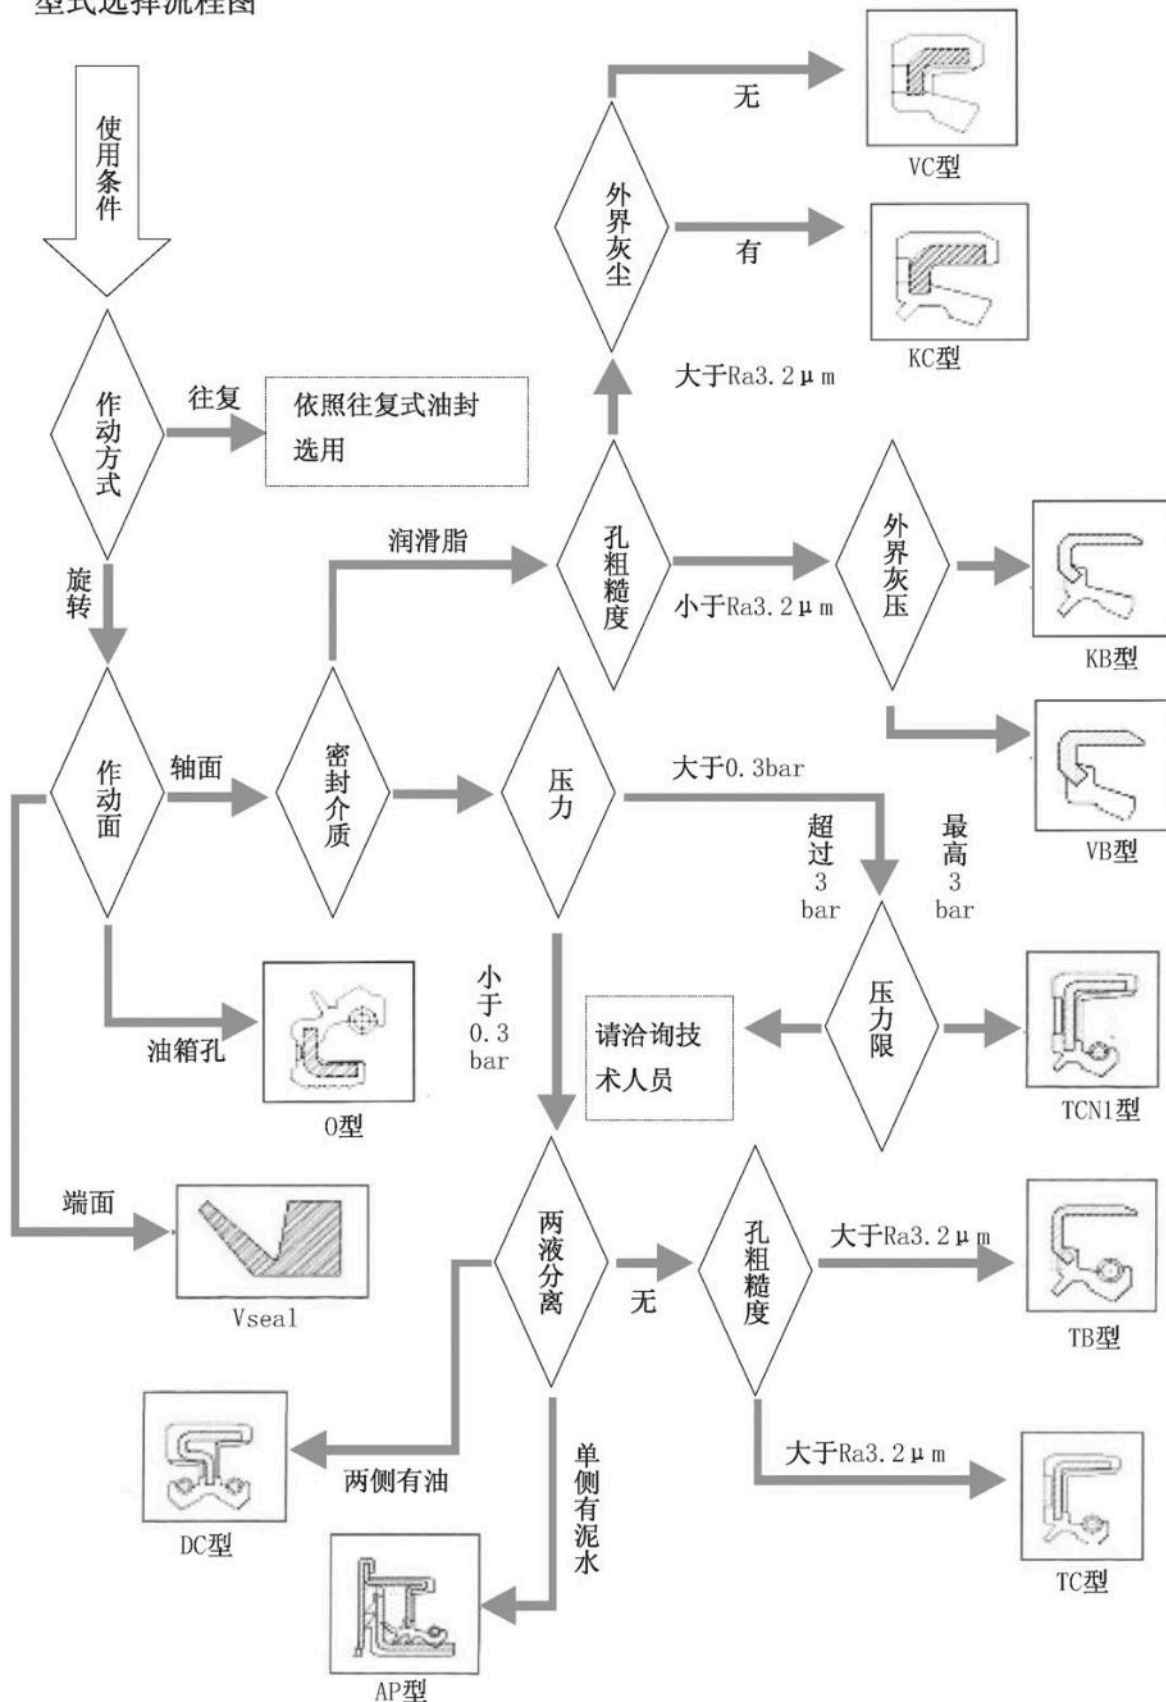 型式选择流程图
使用条件
无
VC型
外界灰尘
有
KC型
大于Ra3.2μm
作动方式
往复
依照往复式油封
选用
旋转
润滑脂
孔粗糙度
小于Ra3.2μm
外界灰压
KB型
VB型
作动面
轴面
密封介质
压力
大于0.3bar
超过
3
bar
最高
3
bar
小于
0.3
bar
油箱孔
O型
请洽询技
术人员
压力限
TCN1型
端面
Vseal
两液分离
无
孔粗糙度
大于Ra3.2μm
TB型
两侧有油
DC型
单侧有泥水
大于Ra3.2μm
TC型
AP型